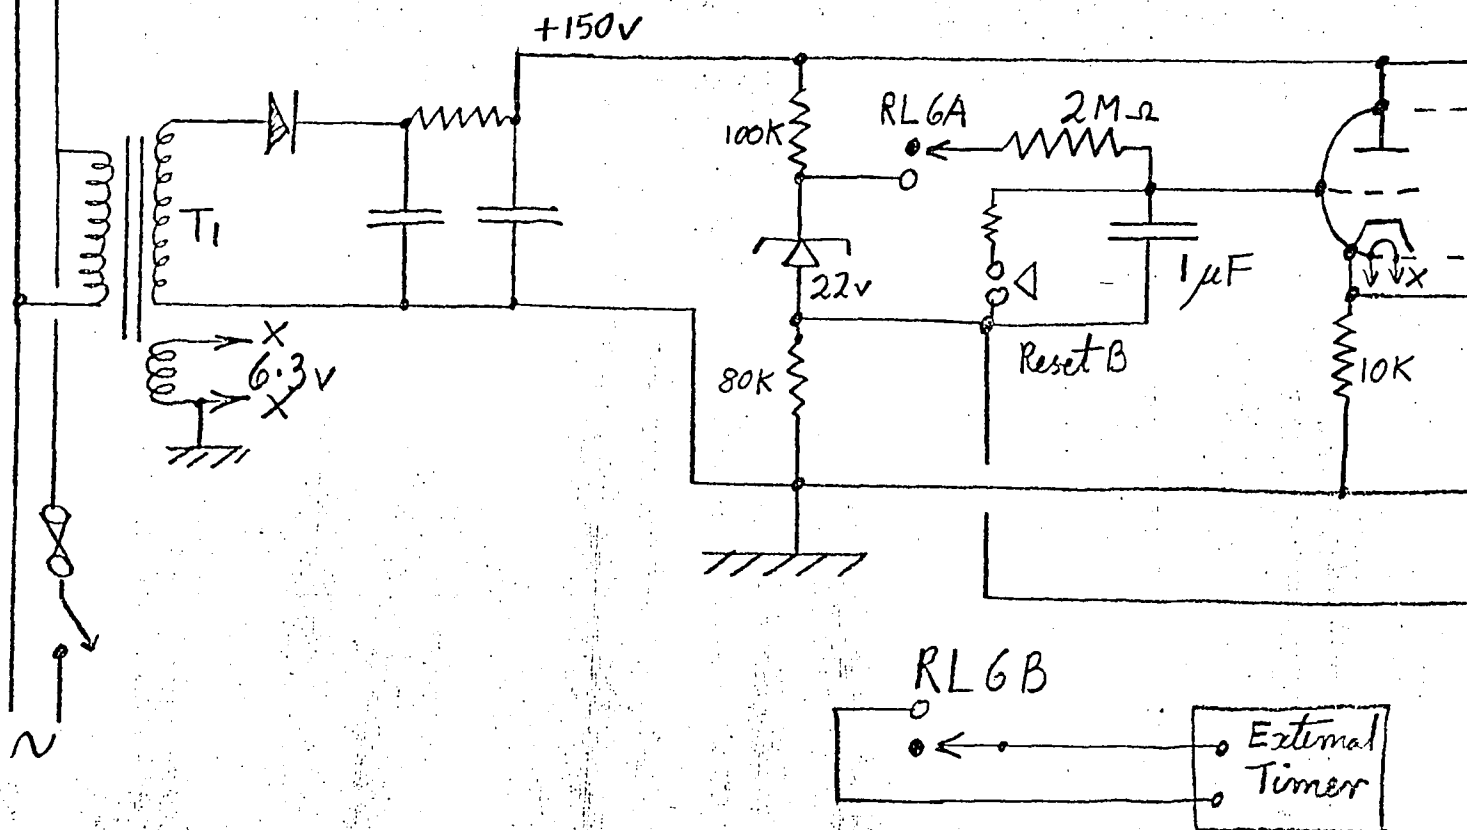 +150v
RL6A
2MΩ
100K
T1
22v
1μF
X
X
6.3v
X
Reset B
80K
10K
RL6B
External
Timer